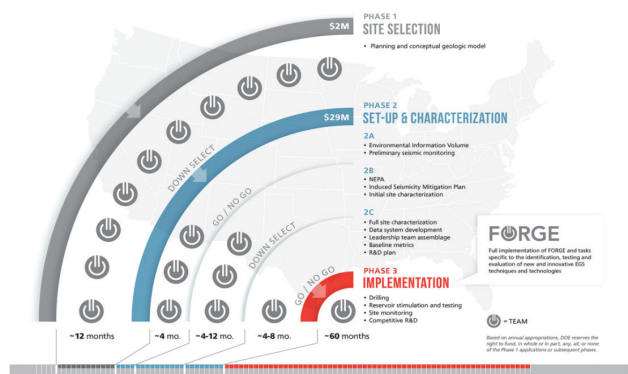 PHASE 1
$2M
SITE SELECTION
• Planning and conceptual geologic model
PHASE 2
$29M
SET-UP & CHARACTERIZATION
2A
• Environmental Information Volume
• Preliminary seismic monitoring
DOWN SELECT
2B
• NEPA
• Induced Seismicity Mitigation Plan
• Initial site characterization
GO / NO GO
2C
• Full site characterization
• Data system development
• Leadership team assemblage
• Baseline metrics
• R&D plan
DOWN SELECT
FORGE
Full implementation of FORGE and tasks
specific to the identification, testing and
evaluation of new and innovative EGS
techniques and technologies
GO / NO GO
PHASE 3
IMPLEMENTATION
• Drilling
• Reservoir stimulation and testing
• Site monitoring
• Competitive R&D
= TEAM
~12 months
~4 mo.
~4-12 mo.
~4-8 mo.
~60 months
Based on annual appropriations, DOE reserves the
right to fund, in whole or in part, any, all, or none
of the Phase 1 applications or subsequent phases.